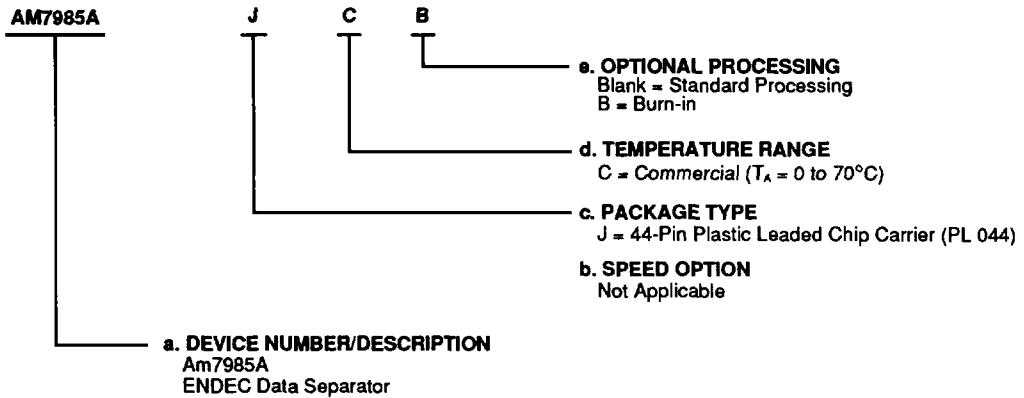 AM7985A J C B
e. OPTIONAL PROCESSING
Blank = Standard Processing
B = Burn-in
d. TEMPERATURE RANGE
C = Commercial (TA = 0 to 70°C)
c. PACKAGE TYPE
J = 44-Pin Plastic Leaded Chip Carrier (PL 044)
b. SPEED OPTION
Not Applicable
a. DEVICE NUMBER/DESCRIPTION
Am7985A
ENDEC Data Separator